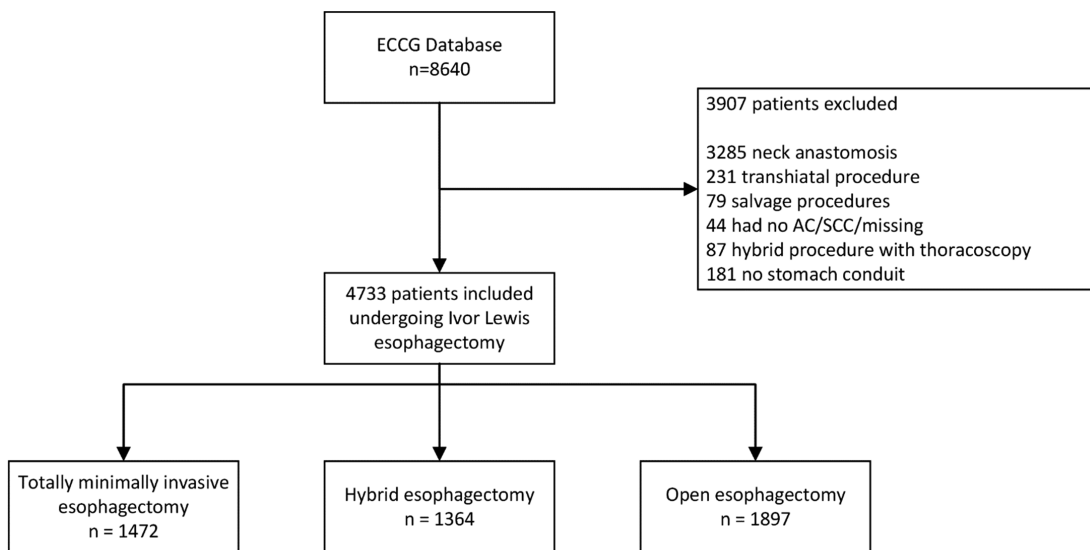 ECCG Database
n=8640
3907 patients excluded
3285 neck anastomosis
231 transhiatal procedure
79 salvage procedures
44 had no AC/SCC/missing
87 hybrid procedure with thoracoscopy
181 no stomach conduit
4733 patients included
undergoing Ivor Lewis
esophagectomy
Totally minimally invasive
esophagectomy
n = 1472
Hybrid esophagectomy
n = 1364
Open esophagectomy
n = 1897